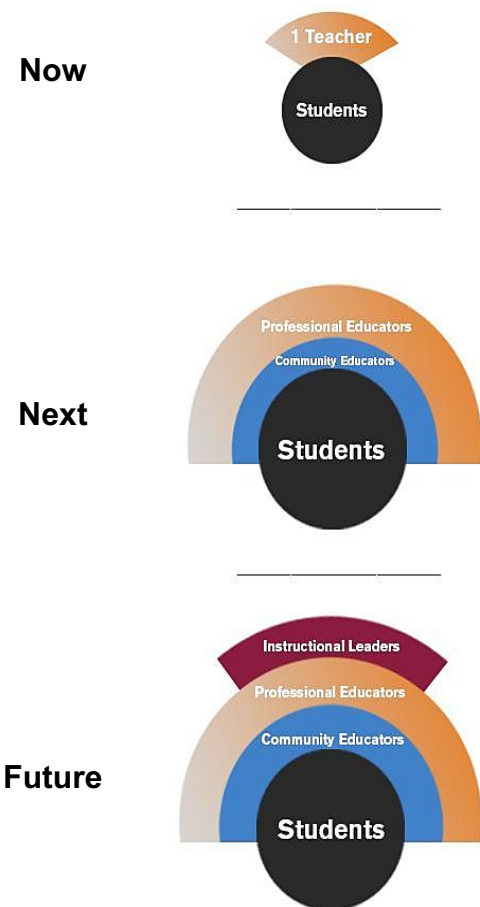 Now
1 Teacher
Students
Next
Professional Educators
Community Educators
Students
Future
Instructional Leaders
Professional Educators
Community Educators
Students